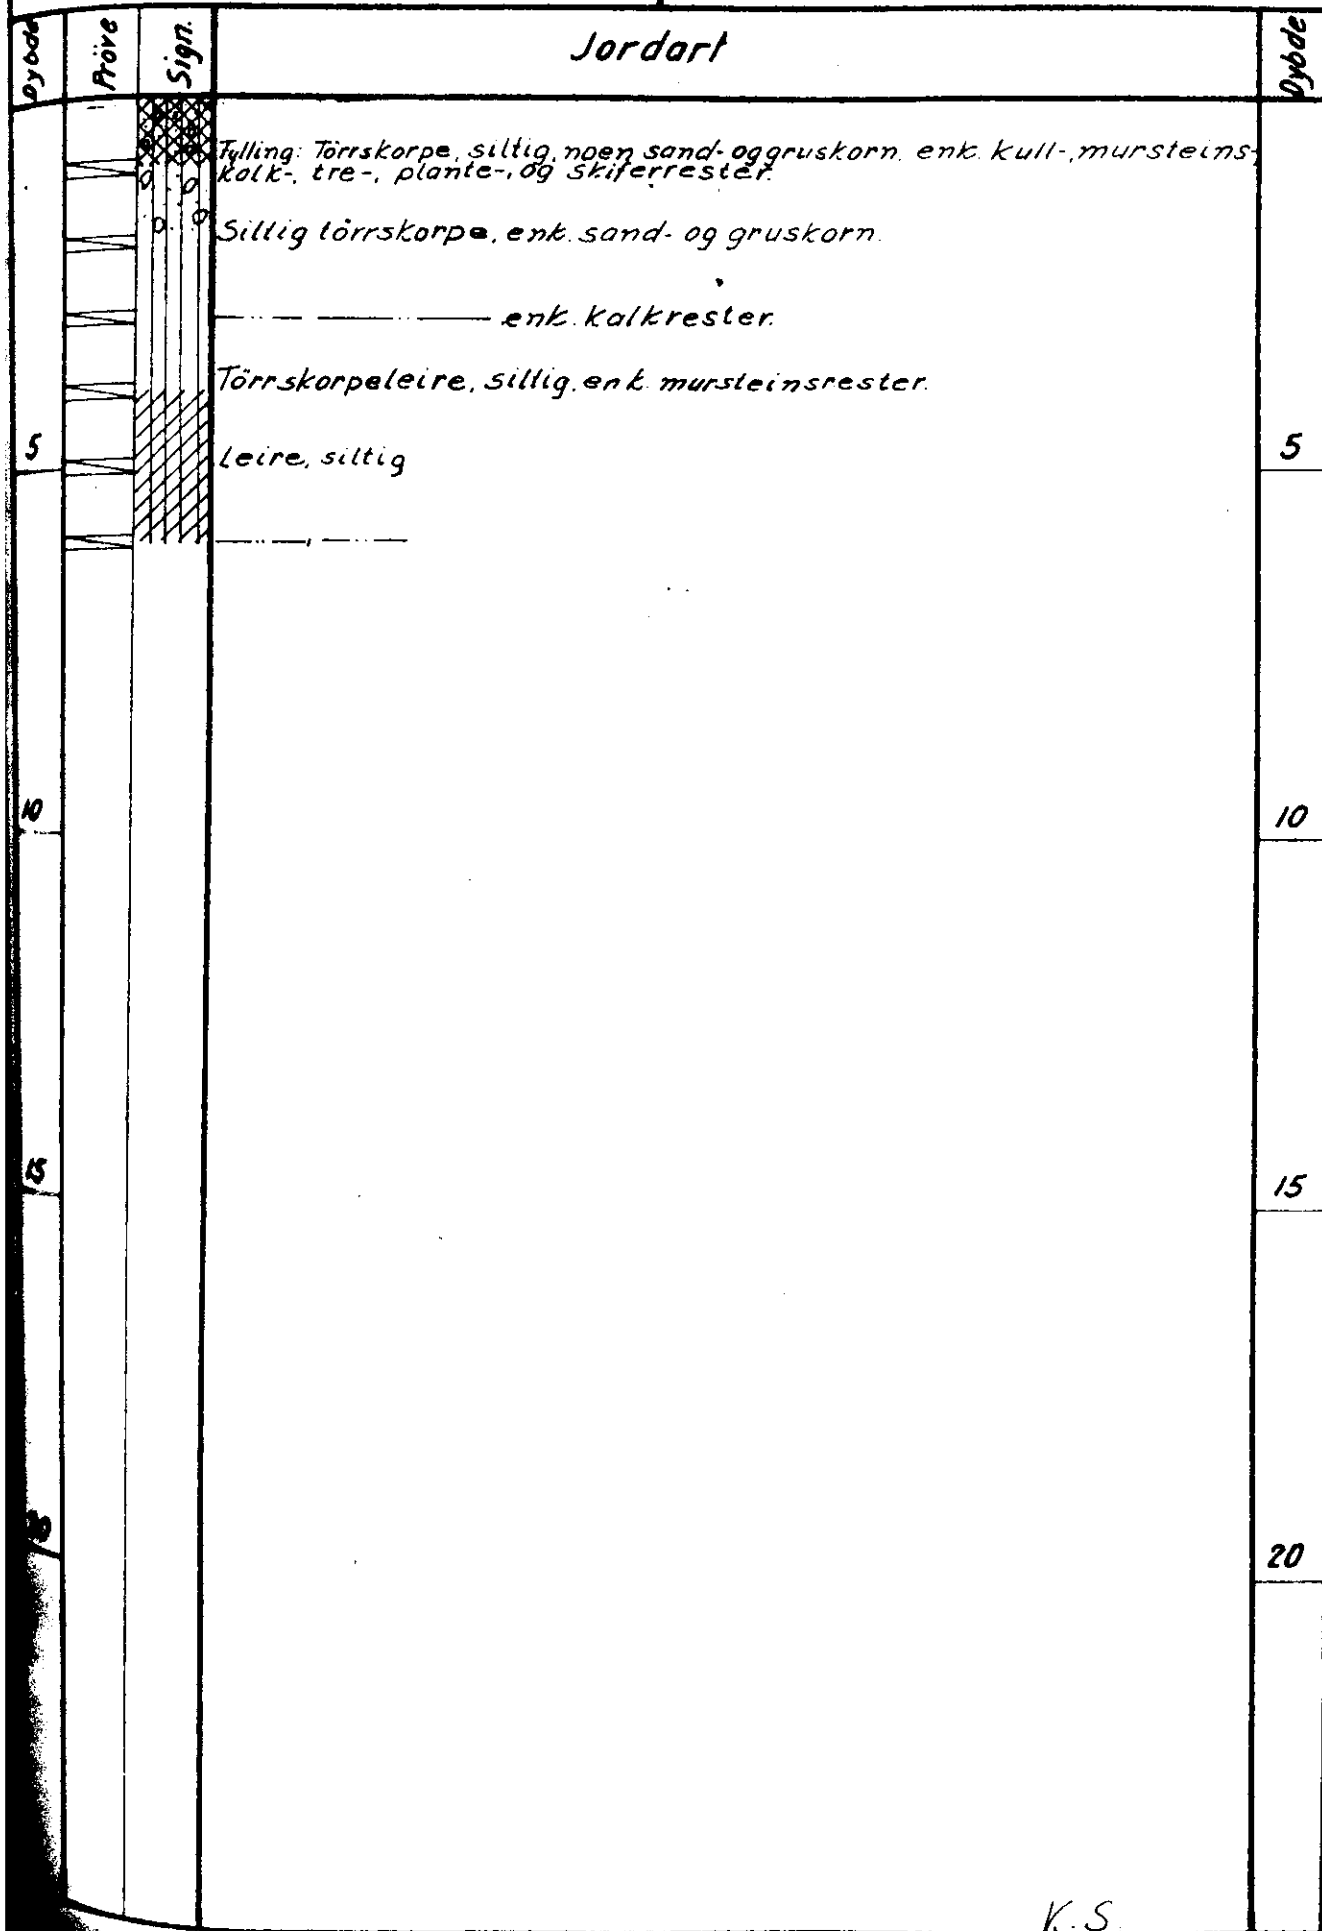 Dybde Pröve Sign. Jordart Dybde
Fylling: Törrskorpe, siltig, noen sand- og gruskorn. enk. kull-, mursteins-
kalk-, tre-, plante-, og skiferrester.
Siltig törrskorpe, enk. sand- og gruskorn.
enk. kalkrester.
Törrskorpeleire, siltig. enk. mursteinsrester.
5 5
Leire, siltig
10 10
15 15
20
K.S.